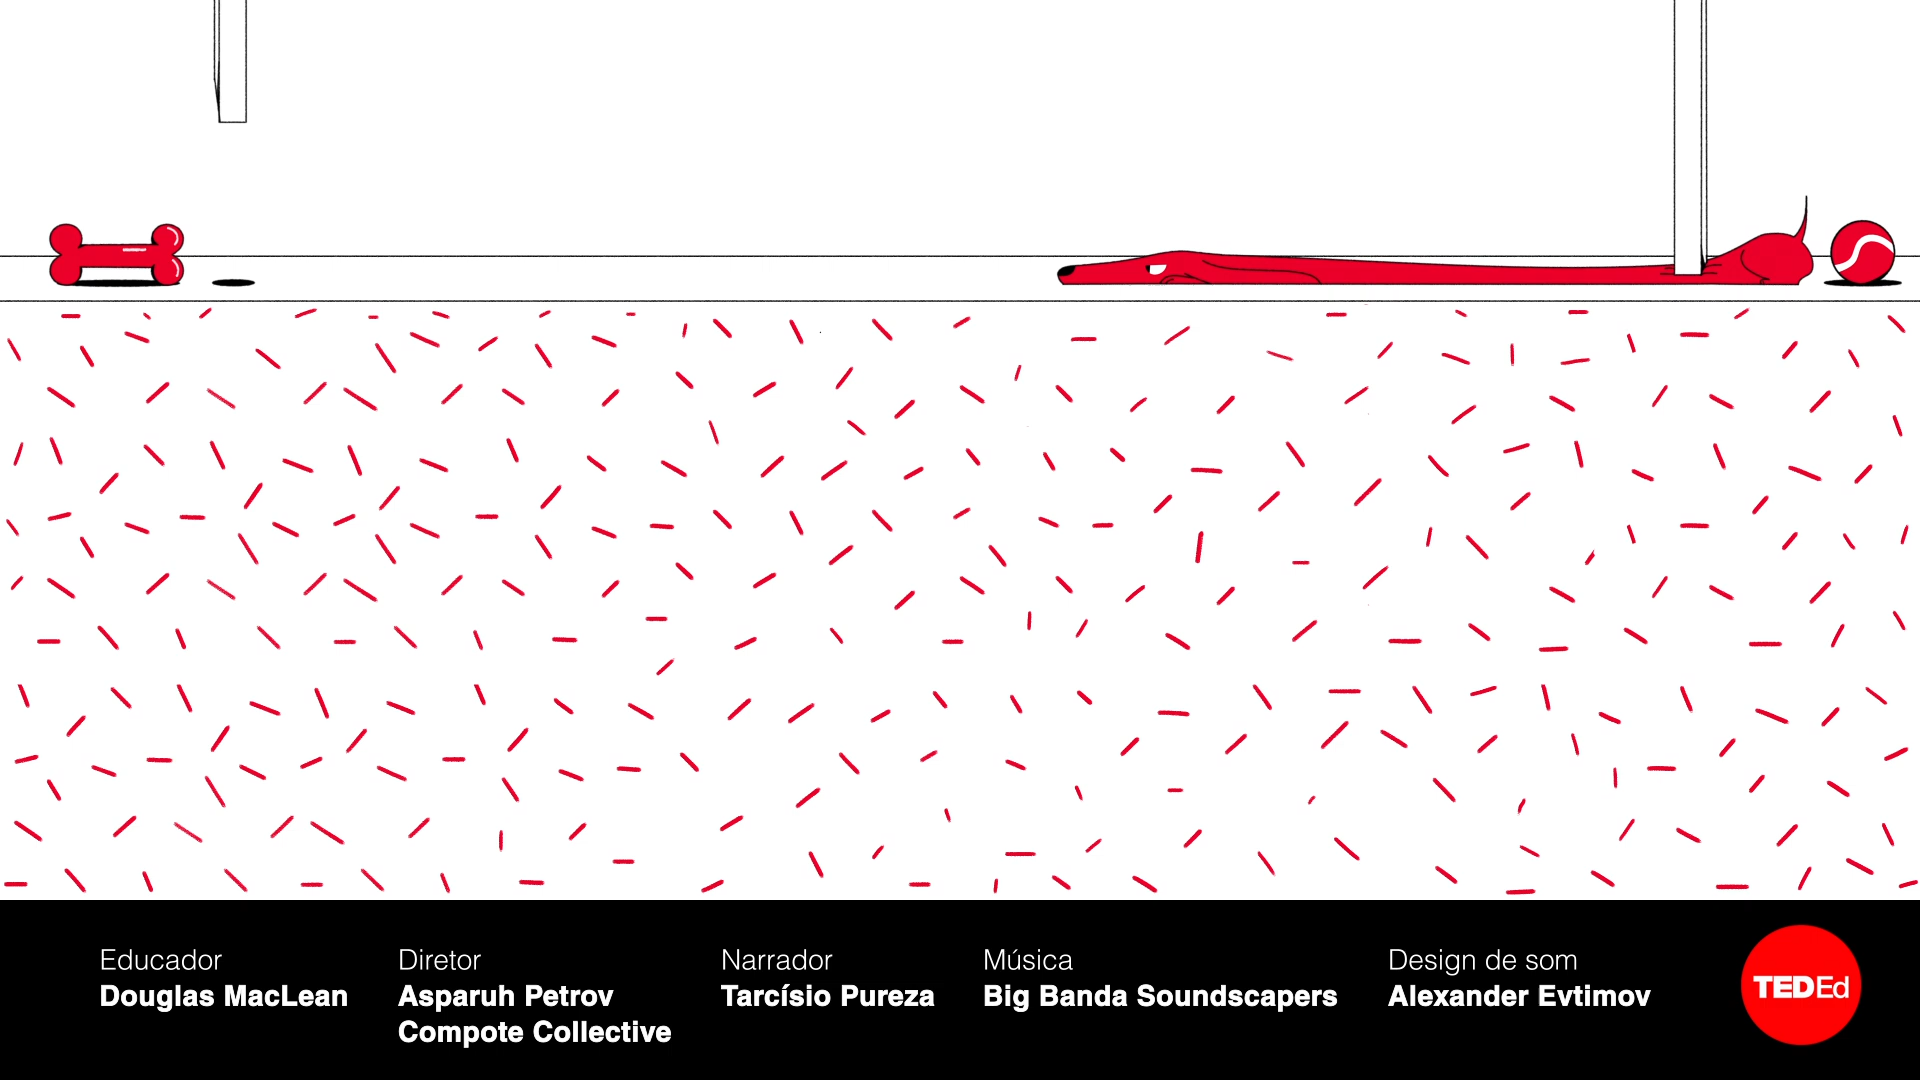 Educador
Douglas MacLean
Diretor
Asparuh Petrov
Compote Collective
Narrador
Tarcísio Pureza
Música
Big Banda Soundscapers
Design de som
Alexander Evtimov
TEDEd